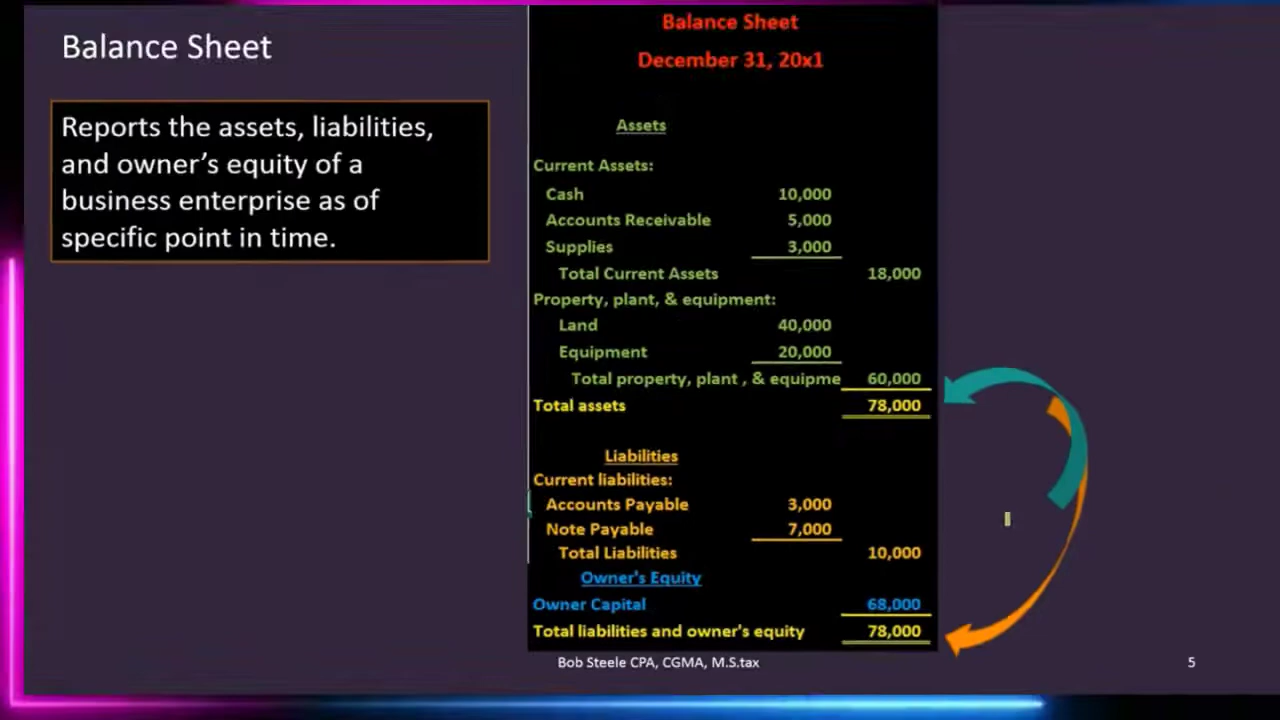 Balance Sheet
Reports the assets, liabilities,
and owner's equity of a
business enterprise as of
specific point in time.
Balance Sheet
December 31, 20x1
Assets
Current Assets:
Cash 10,000
Accounts Receivable 5,000
Supplies 3,000
Total Current Assets 18,000
Property, plant, & equipment:
Land 40,000
Equipment 20,000
Total property, plant , & equipme 60,000
Total assets 78,000
Liabilities
Current liabilities:
Accounts Payable 3,000
Note Payable 7,000
Total Liabilities 10,000
Owner's Equity
Owner Capital 68,000
Total liabilities and owner's equity 78,000
Bob Steele CPA, CGMA, M.S.tax 5